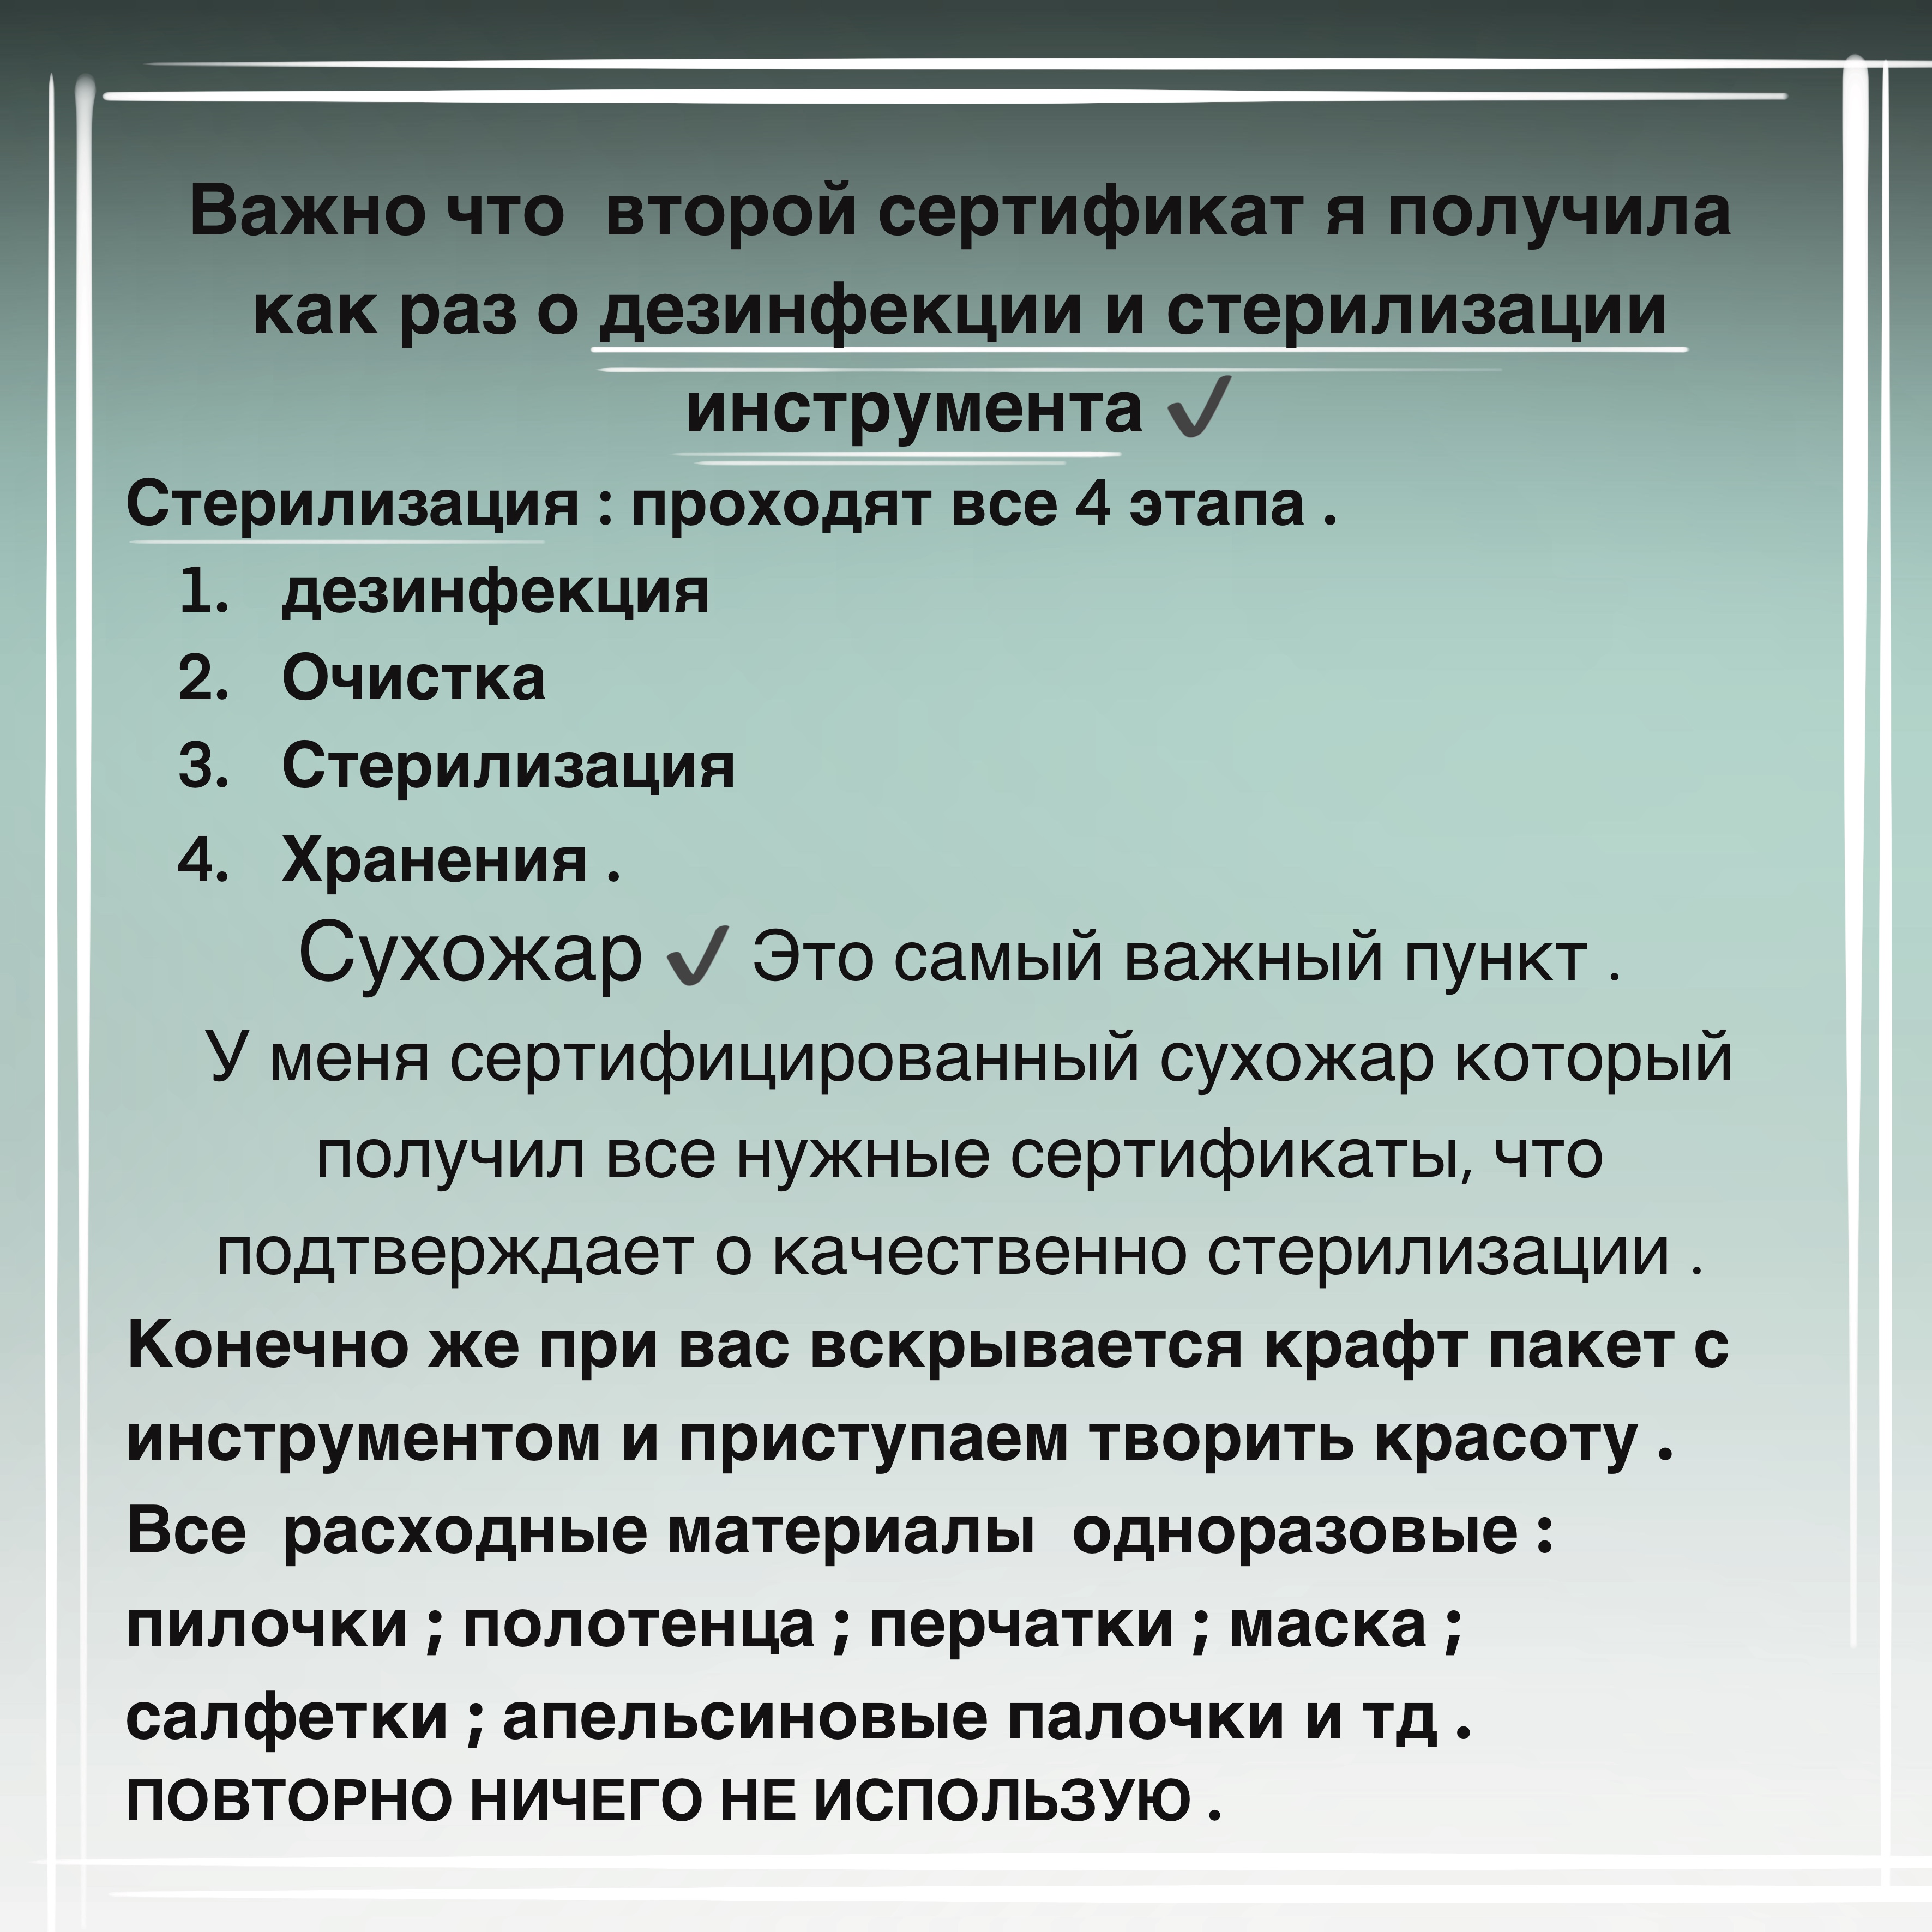 Важно что  второй сертификат я получила
как раз о дезинфекции и стерилизации
инструмента ✔
Стерилизация : проходят все 4 этапа .
1. дезинфекция
2. Очистка
3. Стерилизация
4. Хранения .
Сухожар ✔ Это самый важный пункт .
У меня сертифицированный сухожар который
получил все нужные сертификаты, что
подтверждает о качественно стерилизации .
Конечно же при вас вскрывается крафт пакет с
инструментом и приступаем творить красоту .
Все  расходные материалы  одноразовые :
пилочки ; полотенца ; перчатки ; маска ;
салфетки ; апельсиновые палочки и тд .
ПОВТОРНО НИЧЕГО НЕ ИСПОЛЬЗУЮ .